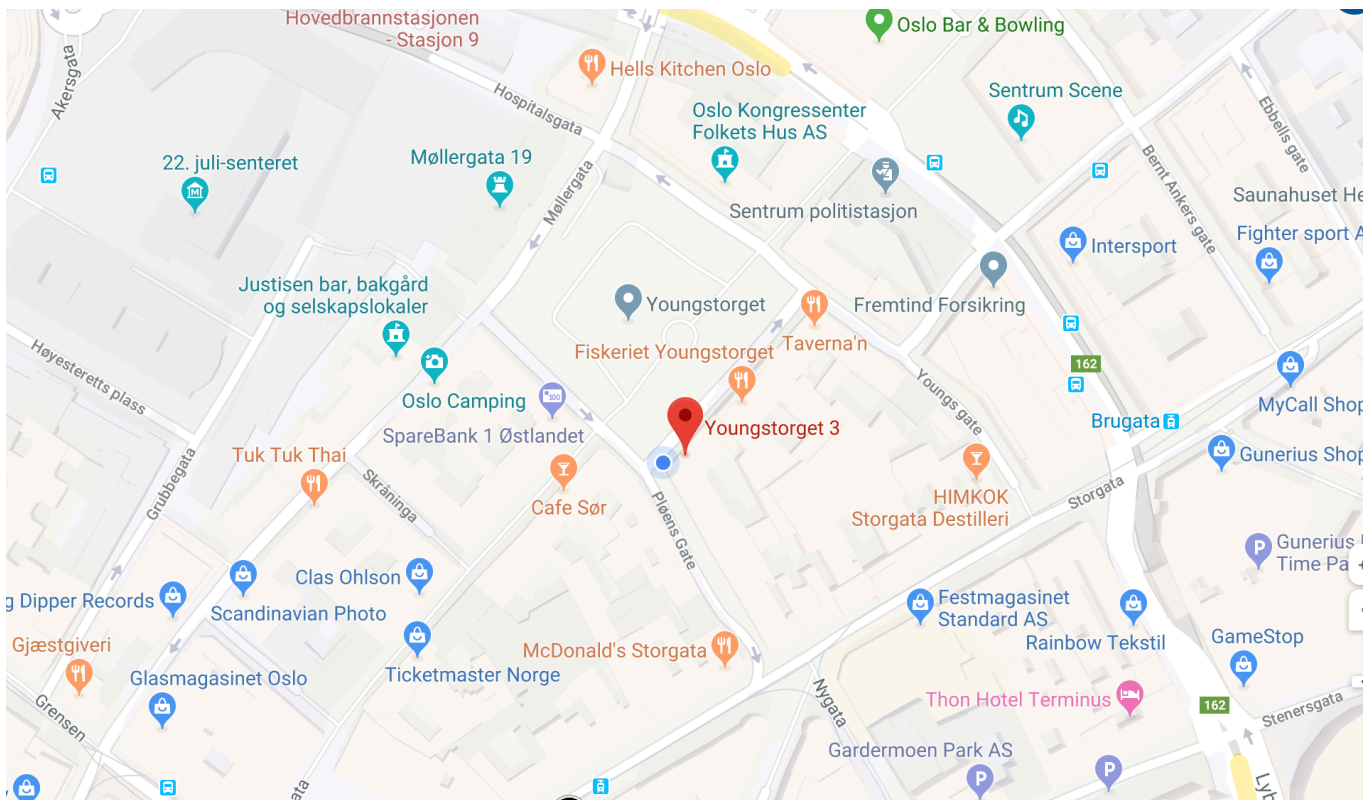 Hovedbrannstasjonen
- Stasjon 9
Oslo Bar & Bowling
Akersgata
Hells Kitchen Oslo
Hospitalsgata
Sentrum Scene
Ebbells gate
Oslo Kongressenter
Folkets Hus AS
22. juli-senteret
Møllergata 19
Møllergata
Bernt Ankers gate
Sentrum politistasjon
Saunahuset He
Fighter sport A
Intersport
Justisen bar, bakgård
og selskapslokaler
Youngstorget
Fremtind Forsikring
Høyesteretts plass
Fiskeriet Youngstorget
Taverna'n
162
Youngs gate
Oslo Camping
100
MyCall Shop
SpareBank 1 Østlandet
Youngstorget 3
Brugata
Tuk Tuk Thai
Gunerius Shop
Grubbegata
Skråninga
Cafe Sør
HIMKOK
Storgata Destilleri
Storgata
Pløens Gate
P
Gunerius
Time Pa
Clas Ohlson
g Dipper Records
Scandinavian Photo
Festmagasinet
Standard AS
Rainbow Tekstil
GameStop
Gjæstgiveri
McDonald's Storgata
Ticketmaster Norge
Glasmagasinet Oslo
Grensen
Nygata
Thon Hotel Terminus
162
Stenersgata
Gardermoen Park AS
P
P
ata
Lyb